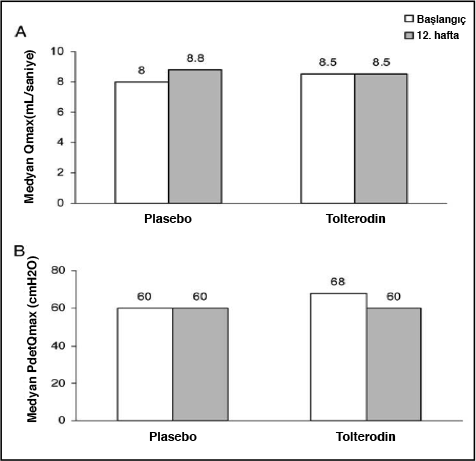 Başlangıç
12. hafta
A
Medyan Qmax(mL/saniye)
10
8
6
4
2
0
8
8.8
8.5
8.5
Plasebo
Tolterodin
B
Medyan PdetQmax (cmH2O)
80
60
40
20
0
60
60
68
60
Plasebo
Tolterodin